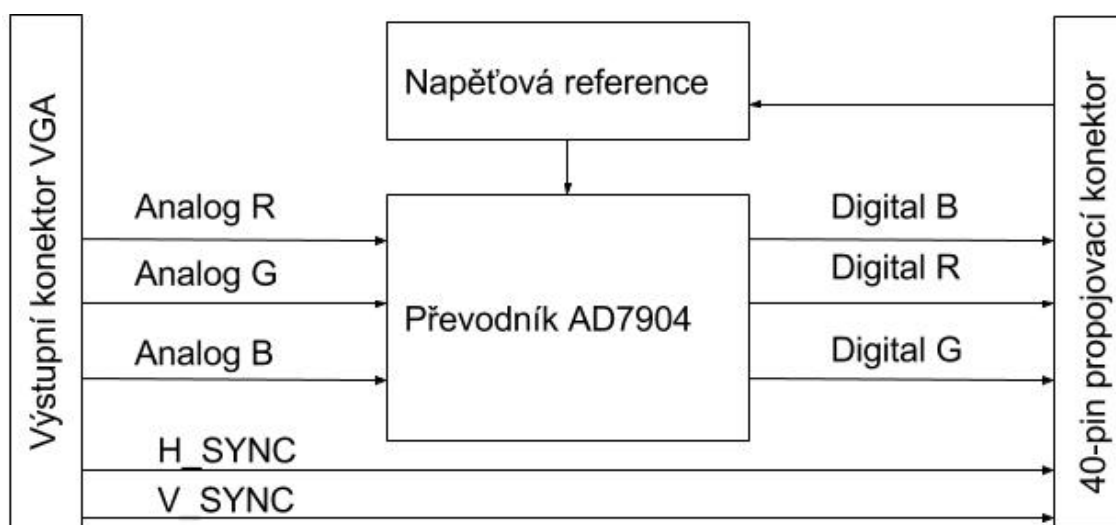 Výstupní konektor VGA
Napěťová reference
40-pin propojovací konektor
Analog R
Analog G
Analog B
Převodník AD7904
Digital B
Digital R
Digital G
H_SYNC
V_SYNC